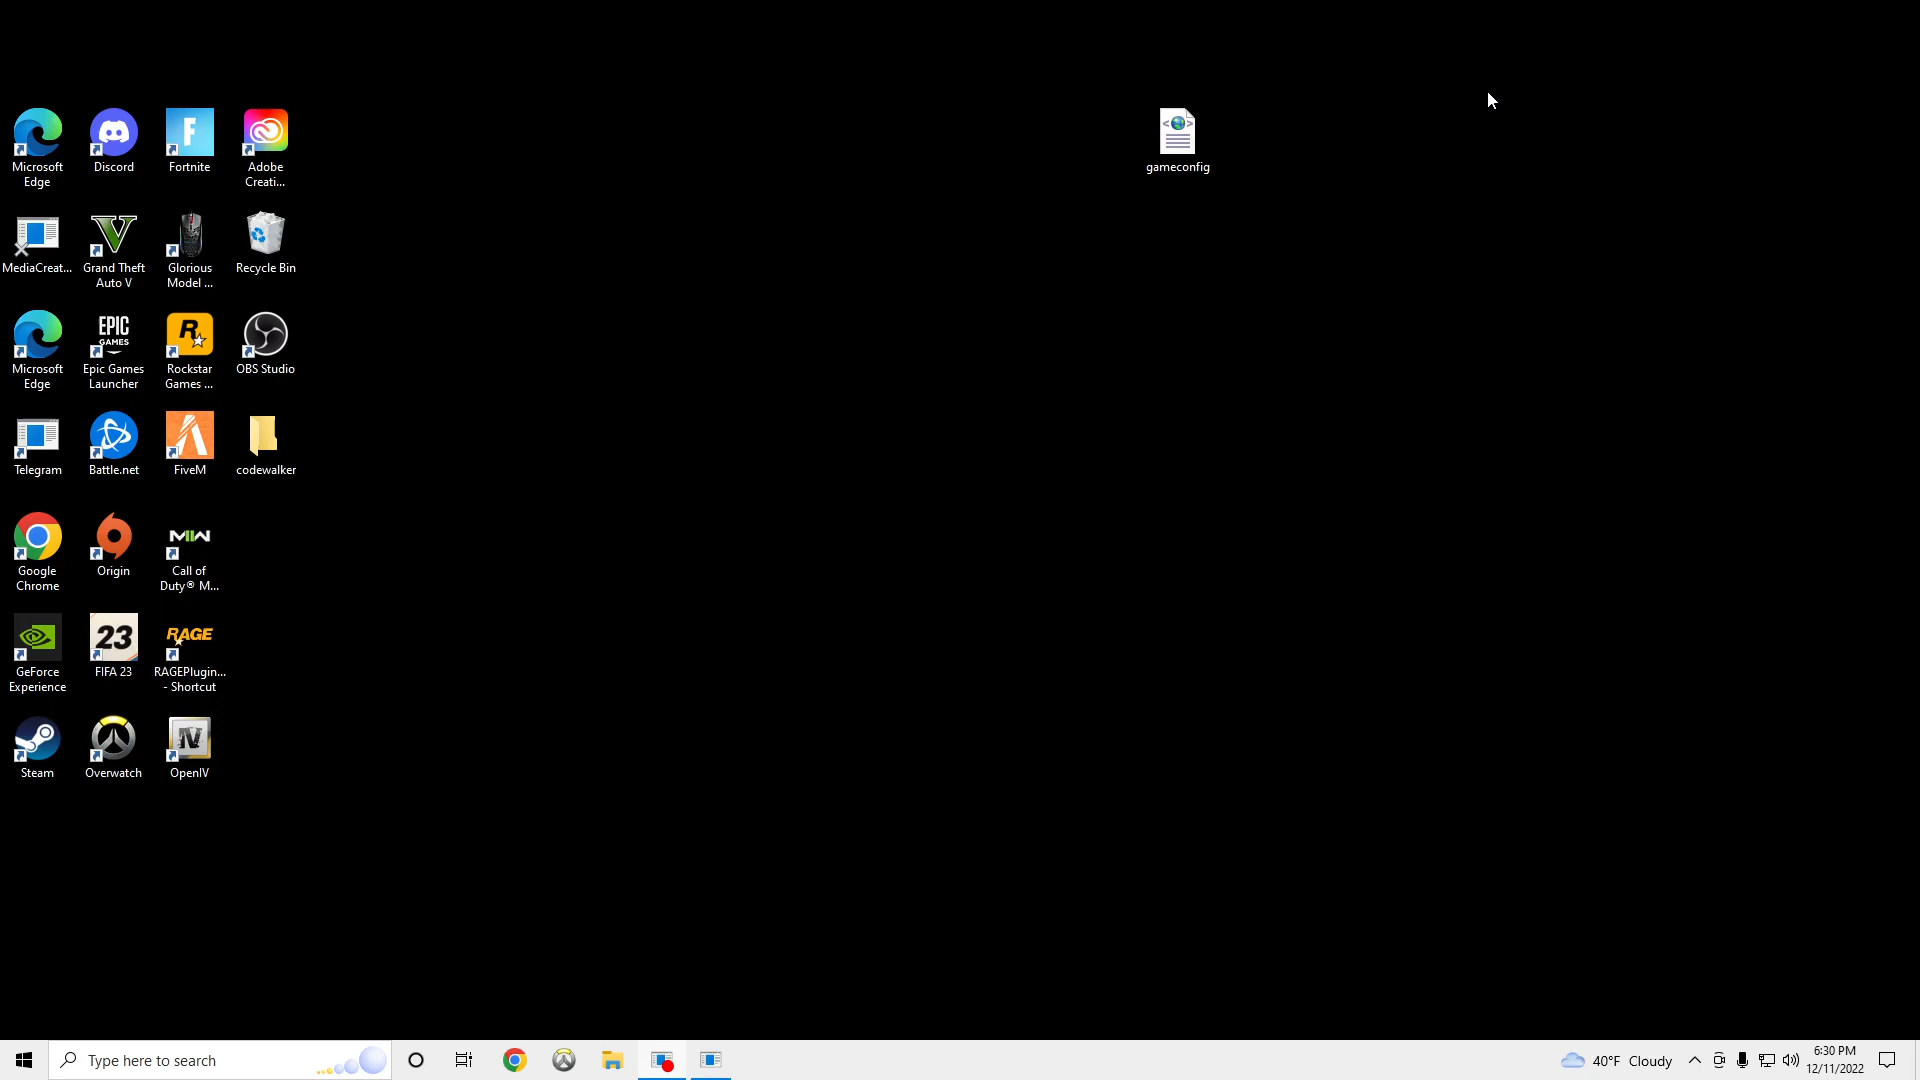 Microsoft
Edge
Discord
Fortnite
Adobe
Creati...
gameconfig
MediaCreat...
Grand Theft
Auto V
Glorious
Model ...
Recycle Bin
EPIC
GAMES
Microsoft
Edge
Epic Games
Launcher
Rockstar
Games ...
OBS Studio
Telegram
Battle.net
FiveM
codewalker
MW
Google
Chrome
Origin
Call of
Duty® M...
23
RAGE
GeForce
Experience
FIFA 23
RAGEPlugin...
- Shortcut
Steam
Overwatch
OpenIV
Type here to search
40°F Cloudy
6:30 PM
12/11/2022